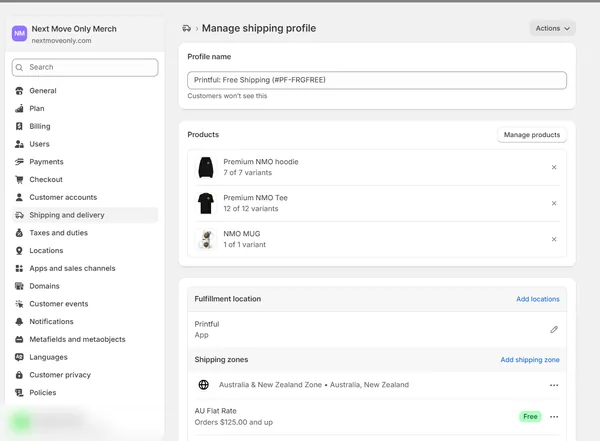 NM
Next Move Only Merch
nextmoveonly.com
Search
General
Plan
Billing
Users
Payments
Checkout
Customer accounts
Shipping and delivery
Taxes and duties
Locations
Apps and sales channels
Domains
Customer events
Notifications
Metafields and metaobjects
Languages
Customer privacy
Policies
Manage shipping profile
Actions
Profile name
Printful: Free Shipping (#PF-FRGFREE)
Customers won't see this
Products
Manage products
Premium NMO hoodie
7 of 7 variants
Premium NMO Tee
12 of 12 variants
NMO MUG
1 of 1 variant
Fulfillment location
Add locations
Printful
App
Shipping zones
Add shipping zone
Australia & New Zealand Zone • Australia, New Zealand
AU Flat Rate
Orders $125.00 and up
Free